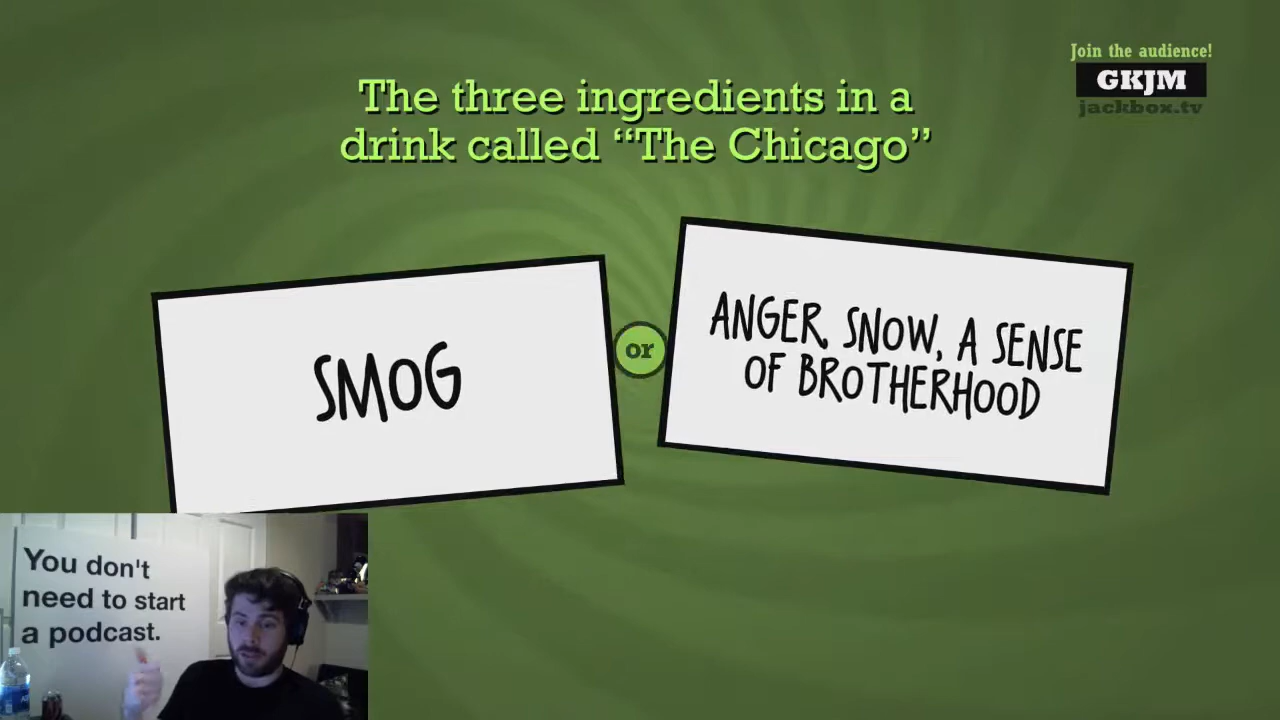 Join the audience!
GKJM
jackbox.tv
The three ingredients in a
drink called “The Chicago”
SMOG
or
ANGER, SNOW, A SENSE
OF BROTHERHOOD
You don't
need to start
a podcast.